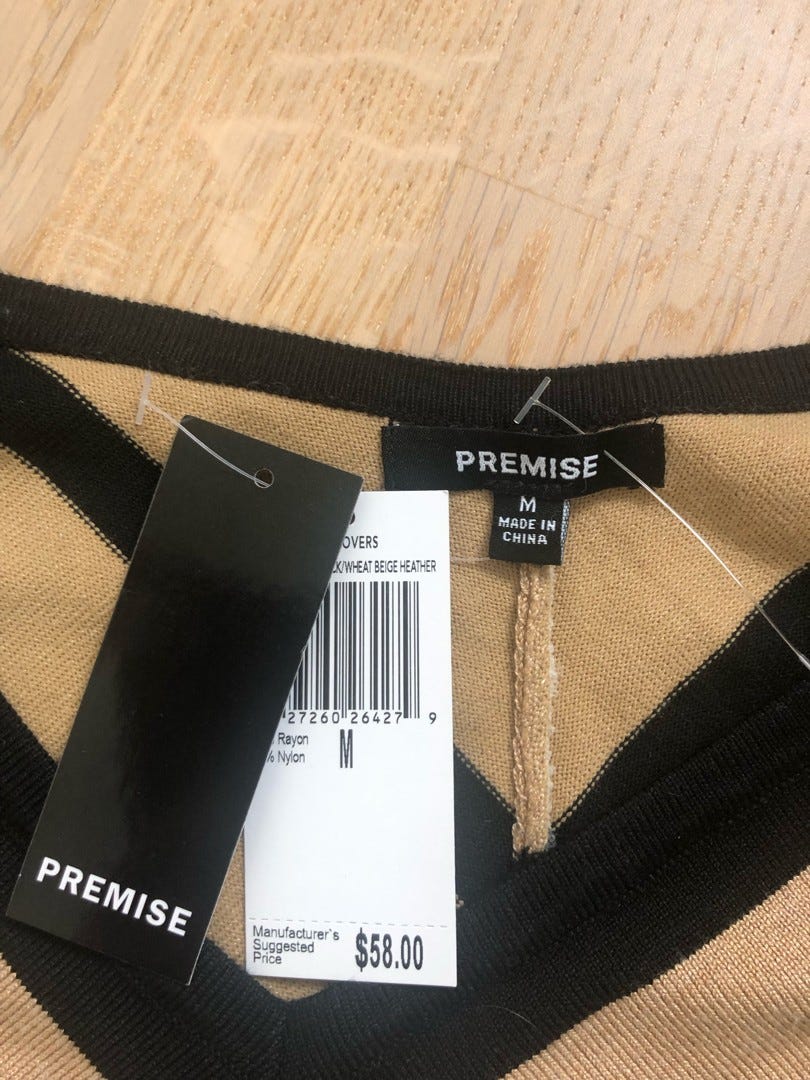 PREMISE
M
MADE IN
CHINA
OVERS
K/WHEAT BEIGE HEATHER
27260 26427 9
Rayon
% Nylon
M
PREMISE
Manufacturer`s
Suggested
Price
$58.00